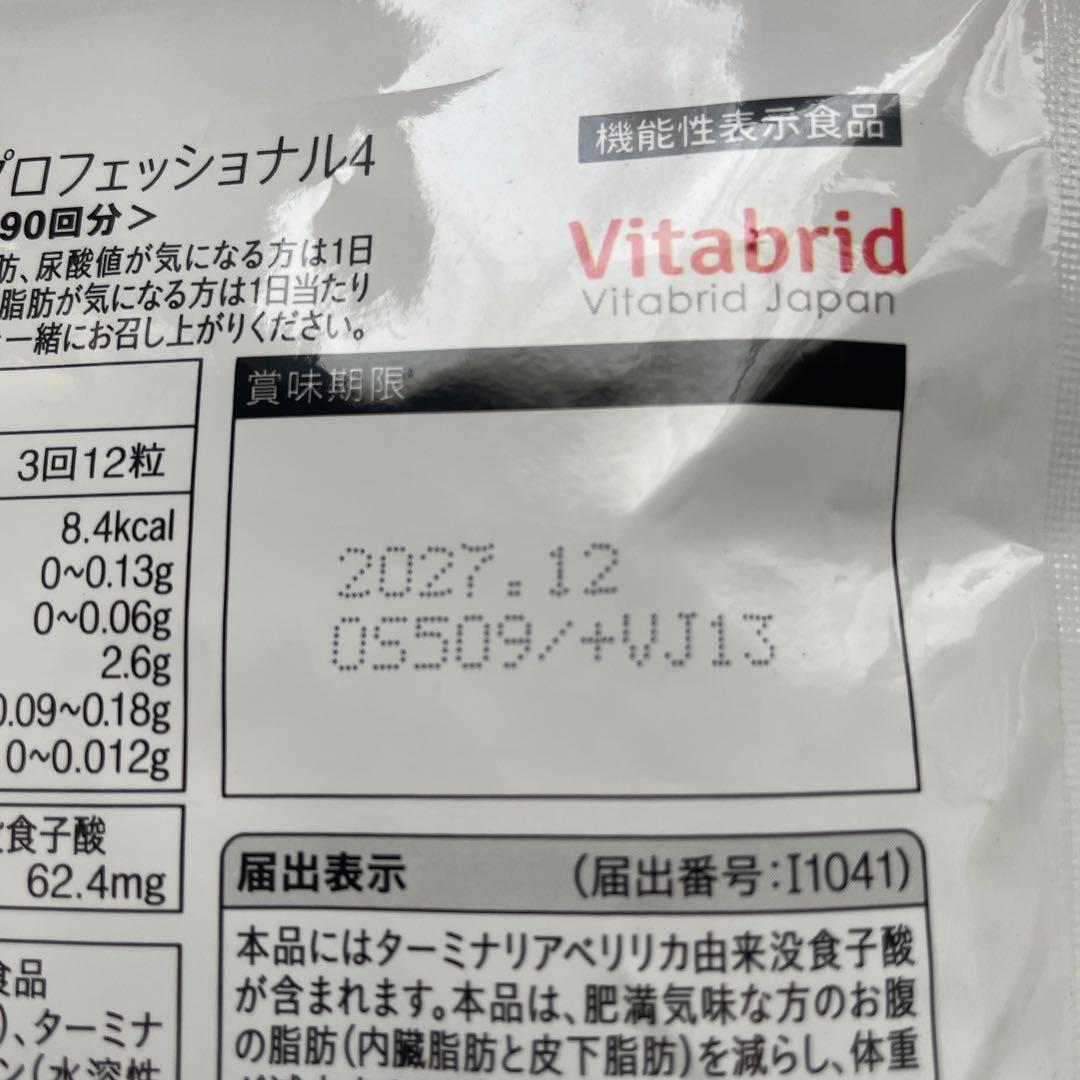 機能性表示食品
プロフェッショナル4
90回分＞
肪、尿酸値が気になる方は1日
脂肪が気になる方は1日当たり
一緒にお召し上がりください。
Vitabrid
Vitabrid Japan
賞味期限
2027.12
OS509/+VJ13
3回12粒
8.4kcal
0~0.13g
0~0.06g
2.6g
0.09~0.18g
0~0.012g
没食子酸
62.4mg
食品
)、ターミナ
ン(水溶性
届出表示 (届出番号:I1041)
本品にはターミナリアベリリカ由来没食子酸
が含まれます。本品は、肥満気味な方のお腹
の脂肪(内臓脂肪と皮下脂肪)を減らし、体重